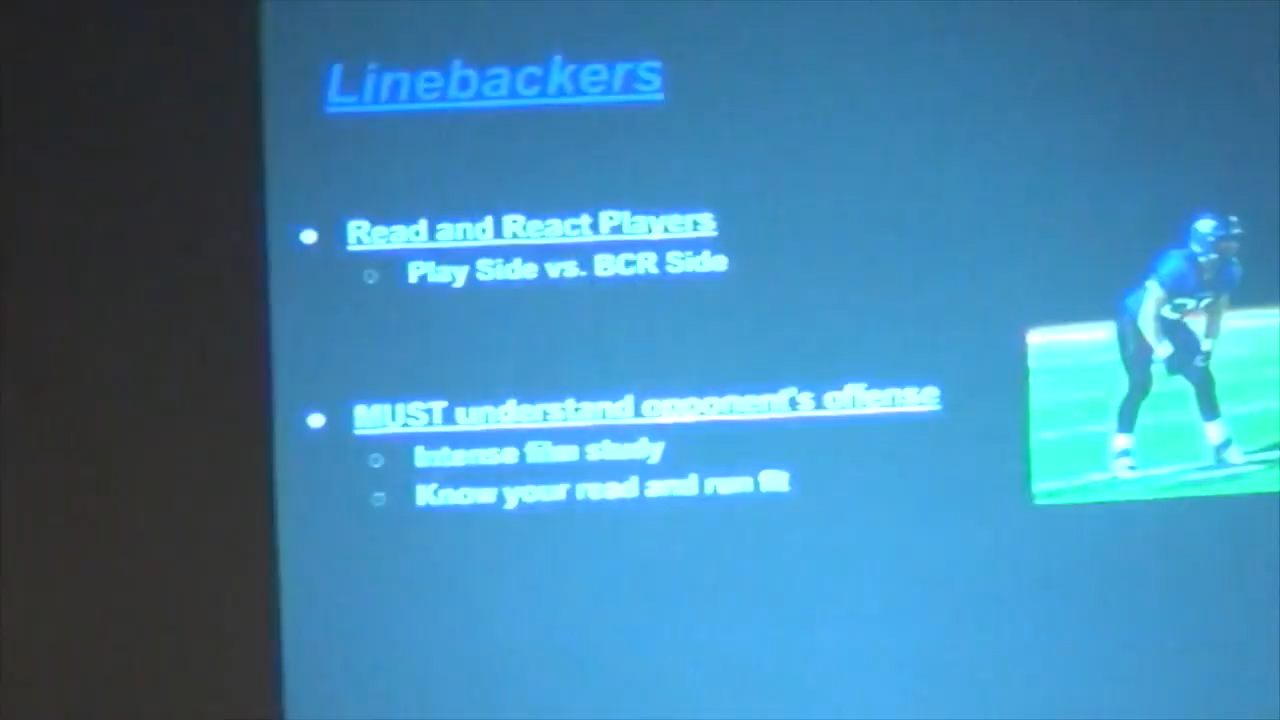 Linebackers
Read and React Players
Play Side vs. BCR Side
MUST understand opponent's offense
Intense film study
Know your read and run fit